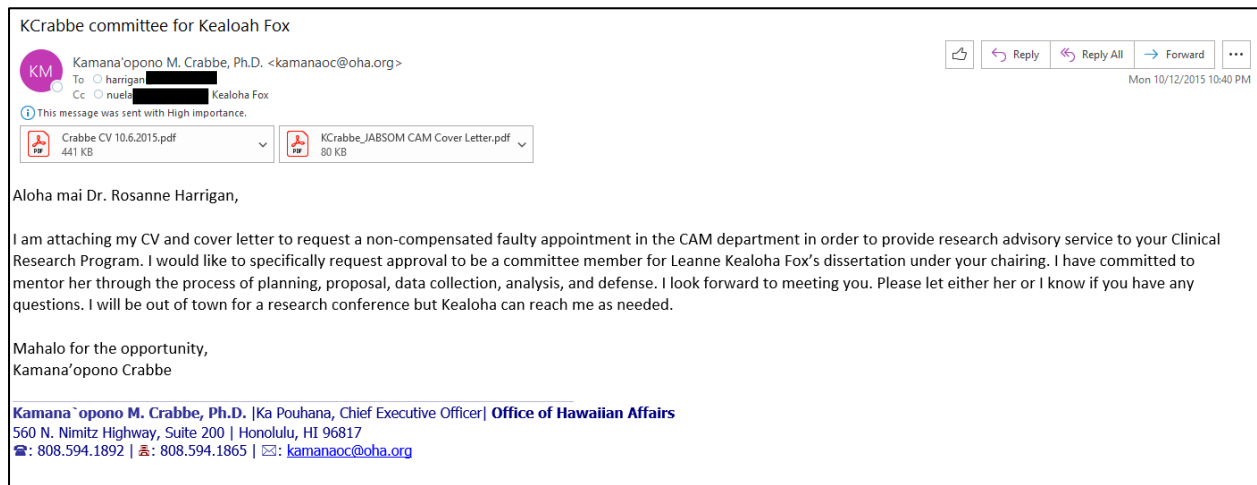 KCrabbe committee for Kealoah Fox
KM
Kamana'opono M. Crabbe, Ph.D. <kamanaoc@oha.org>
To harrigan
Cc nuela Kealoha Fox
Reply
Reply All
Forward
Mon 10/12/2015 10:40 PM
This message was sent with High importance.
Crabbe CV 10.6.2015.pdf
441 KB
KCrabbe_JABSOM CAM Cover Letter.pdf
80 KB
Aloha mai Dr. Rosanne Harrigan,
I am attaching my CV and cover letter to request a non-compensated faulty appointment in the CAM department in order to provide research advisory service to your Clinical
Research Program. I would like to specifically request approval to be a committee member for Leanne Kealoha Fox's dissertation under your chairing. I have committed to
mentor her through the process of planning, proposal, data collection, analysis, and defense. I look forward to meeting you. Please let either her or I know if you have any
questions. I will be out of town for a research conference but Kealoha can reach me as needed.
Mahalo for the opportunity,
Kamana'opono Crabbe
Kamana`opono M. Crabbe, Ph.D. |Ka Pouhana, Chief Executive Officer| Office of Hawaiian Affairs
560 N. Nimitz Highway, Suite 200 | Honolulu, HI 96817
☎: 808.594.1892 | 🖷: 808.594.1865 | ✉: kamanaoc@oha.org